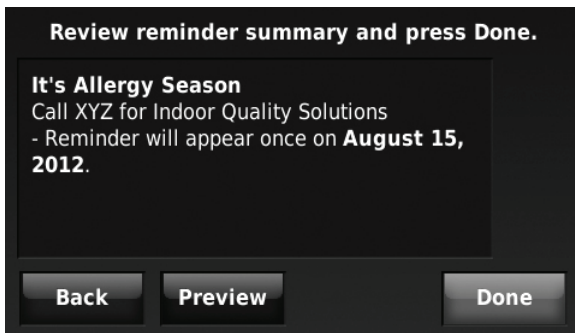 Review reminder summary and press Done.
It's Allergy Season
Call XYZ for Indoor Quality Solutions
- Reminder will appear once on August 15,
2012.
Back Preview Done